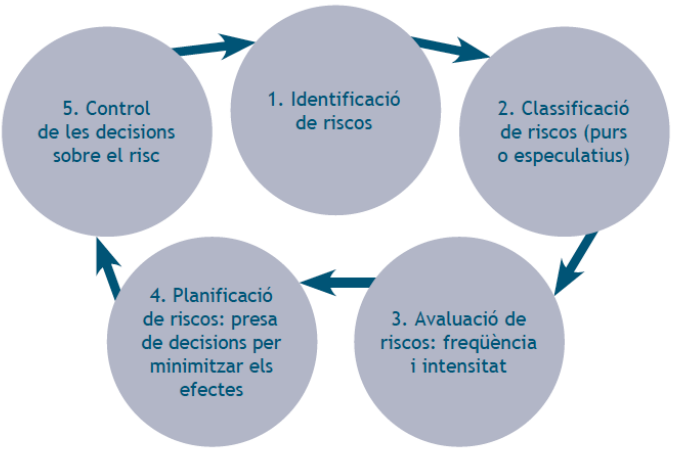 1. Identificació
de riscos
2. Classificació
de riscos (purs
o especulatius)
3. Avaluació de
riscos: freqüència
i intensitat
4. Planificació
de riscos: presa
de decisions per
minimitzar els
efectes
5. Control
de les decisions
sobre el risc